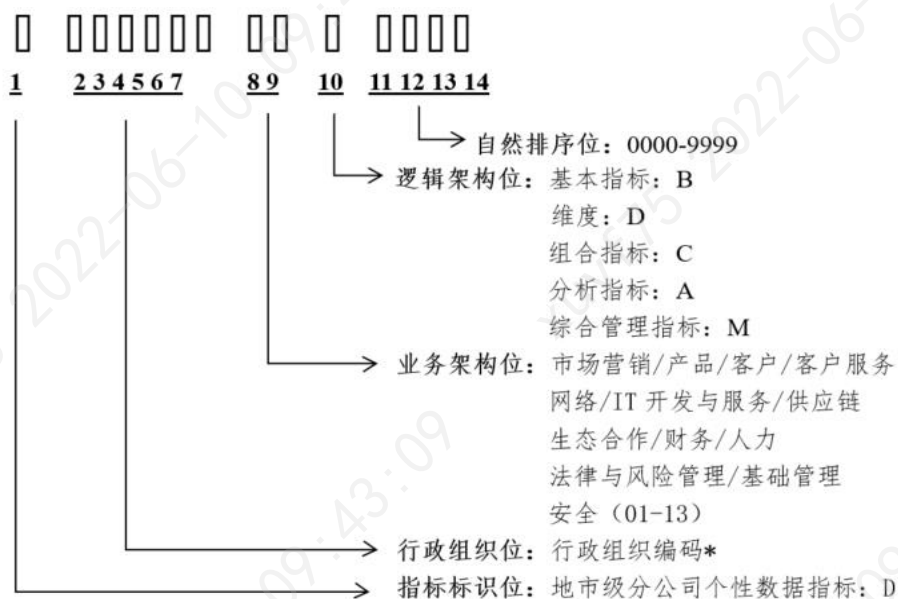 1 2 3 4 5 6 7 8 9 10 11 12 13 14
自然排序位：0000-9999
逻辑架构位：基本指标：B
维度：D
组合指标：C
分析指标：A
综合管理指标：M
业务架构位：市场营销/产品/客户/客户服务
网络/IT 开发与服务/供应链
生态合作/财务/人力
法律与风险管理/基础管理
安全（01-13）
行政组织位：行政组织编码*
指标标识位：地市级分公司个性数据指标：D